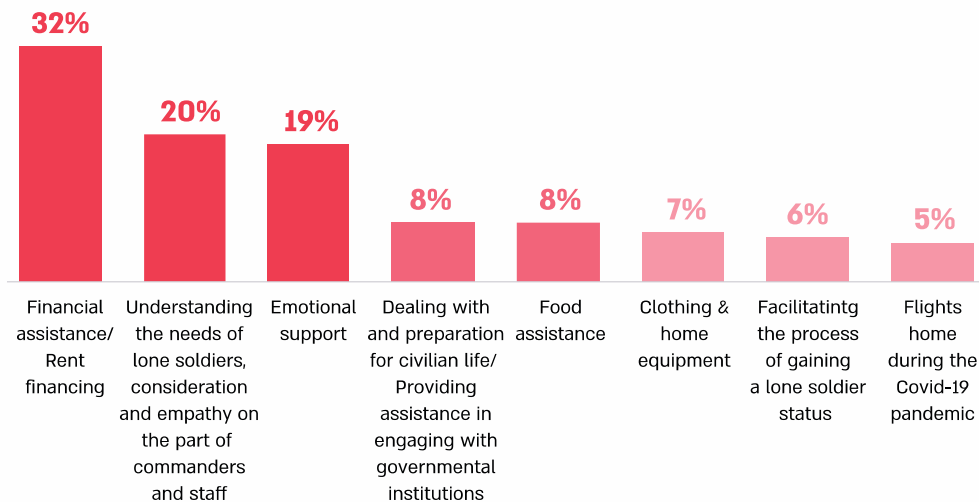 32%
20%
19%
8%
8%
7%
6%
5%
Financial
assistance/
Rent
financing
Understanding
the needs of
lone soldiers,
consideration
and empathy on
the part of
commanders
and staff
Emotional
support
Dealing with
and preparation
for civilian life/
Providing
assistance in
engaging with
governmental
institutions
Food
assistance
Clothing &
home
equipment
Facilitatintg
the process
of gaining
a lone soldier
status
Flights
home
during the
Covid-19
pandemic